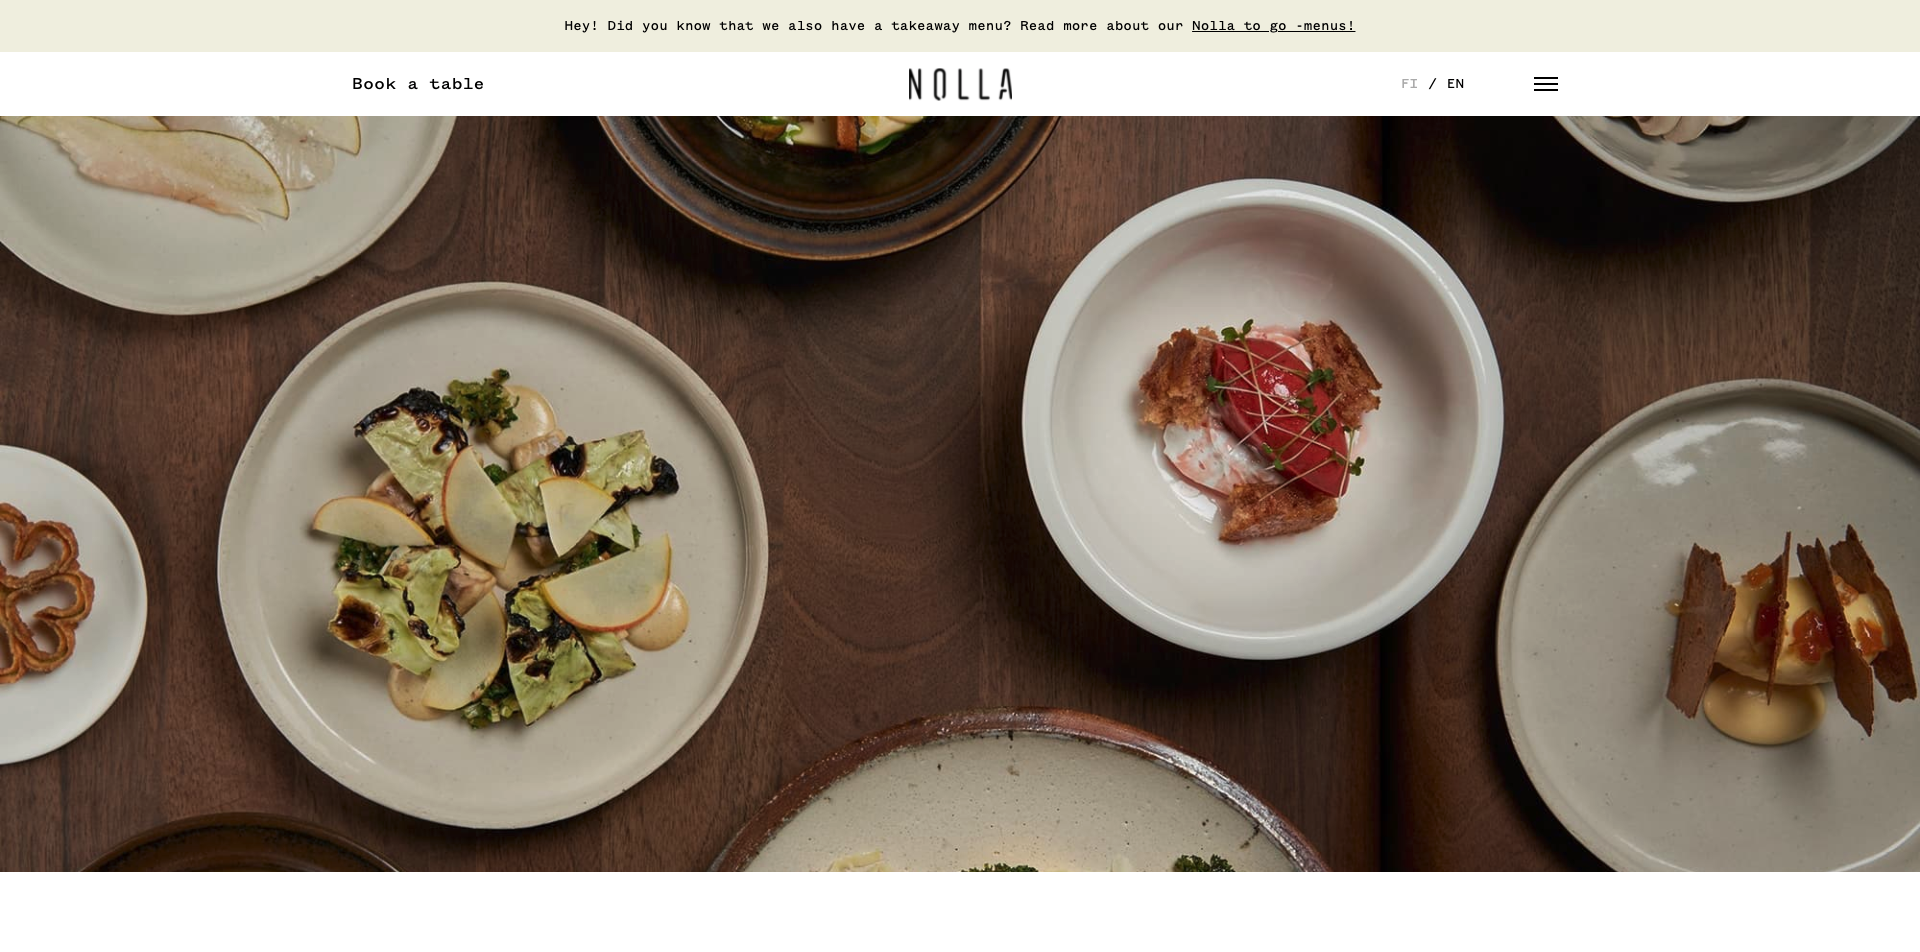 Hey! Did you know that we also have a takeaway menu? Read more about our Nolla to go -menus!
Book a table
NOLLA
FI / EN